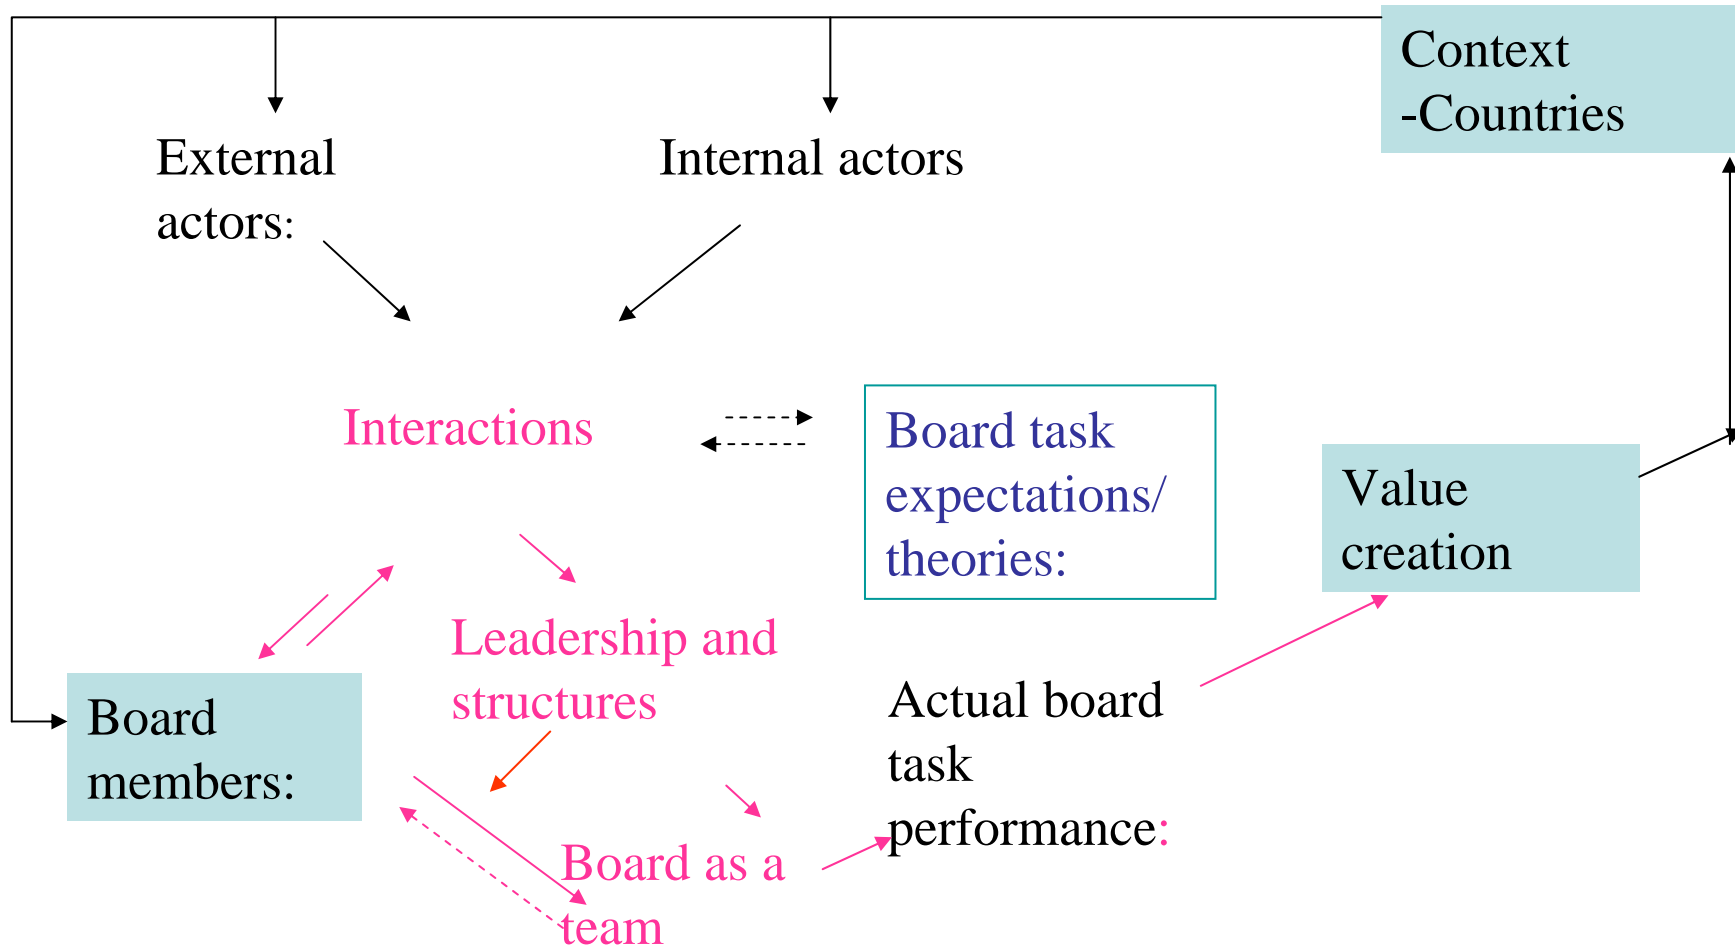 Context
-Countries
External
actors:
Internal actors
Interactions
Board task
expectations/
theories:
Value
creation
Leadership and
structures
Board
members:
Actual board
task
performance:
Board as a
team